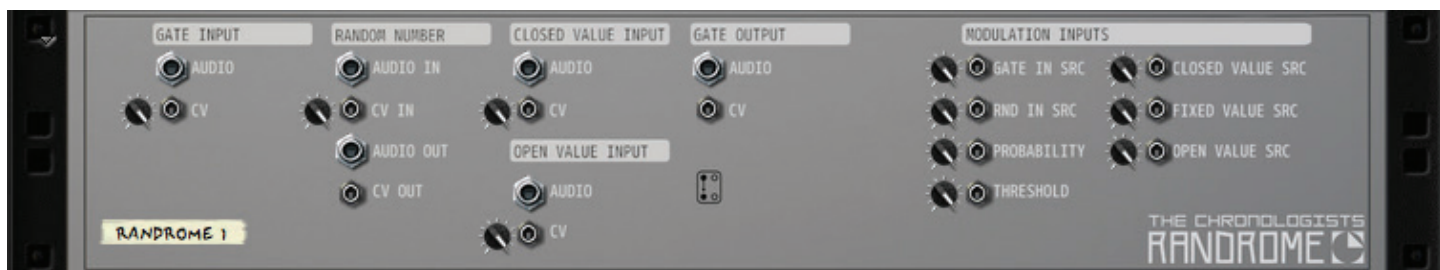 GATE INPUT
AUDIO
CV
RANDOM NUMBER
AUDIO IN
CV IN
AUDIO OUT
CV OUT
CLOSED VALUE INPUT
AUDIO
CV
OPEN VALUE INPUT
AUDIO
CV
GATE OUTPUT
AUDIO
CV
MODULATION INPUTS
GATE IN SRC
RND IN SRC
PROBABILITY
THRESHOLD
CLOSED VALUE SRC
FIXED VALUE SRC
OPEN VALUE SRC
RANDROME 1
THE CHRONOLOGISTS
RANDROME